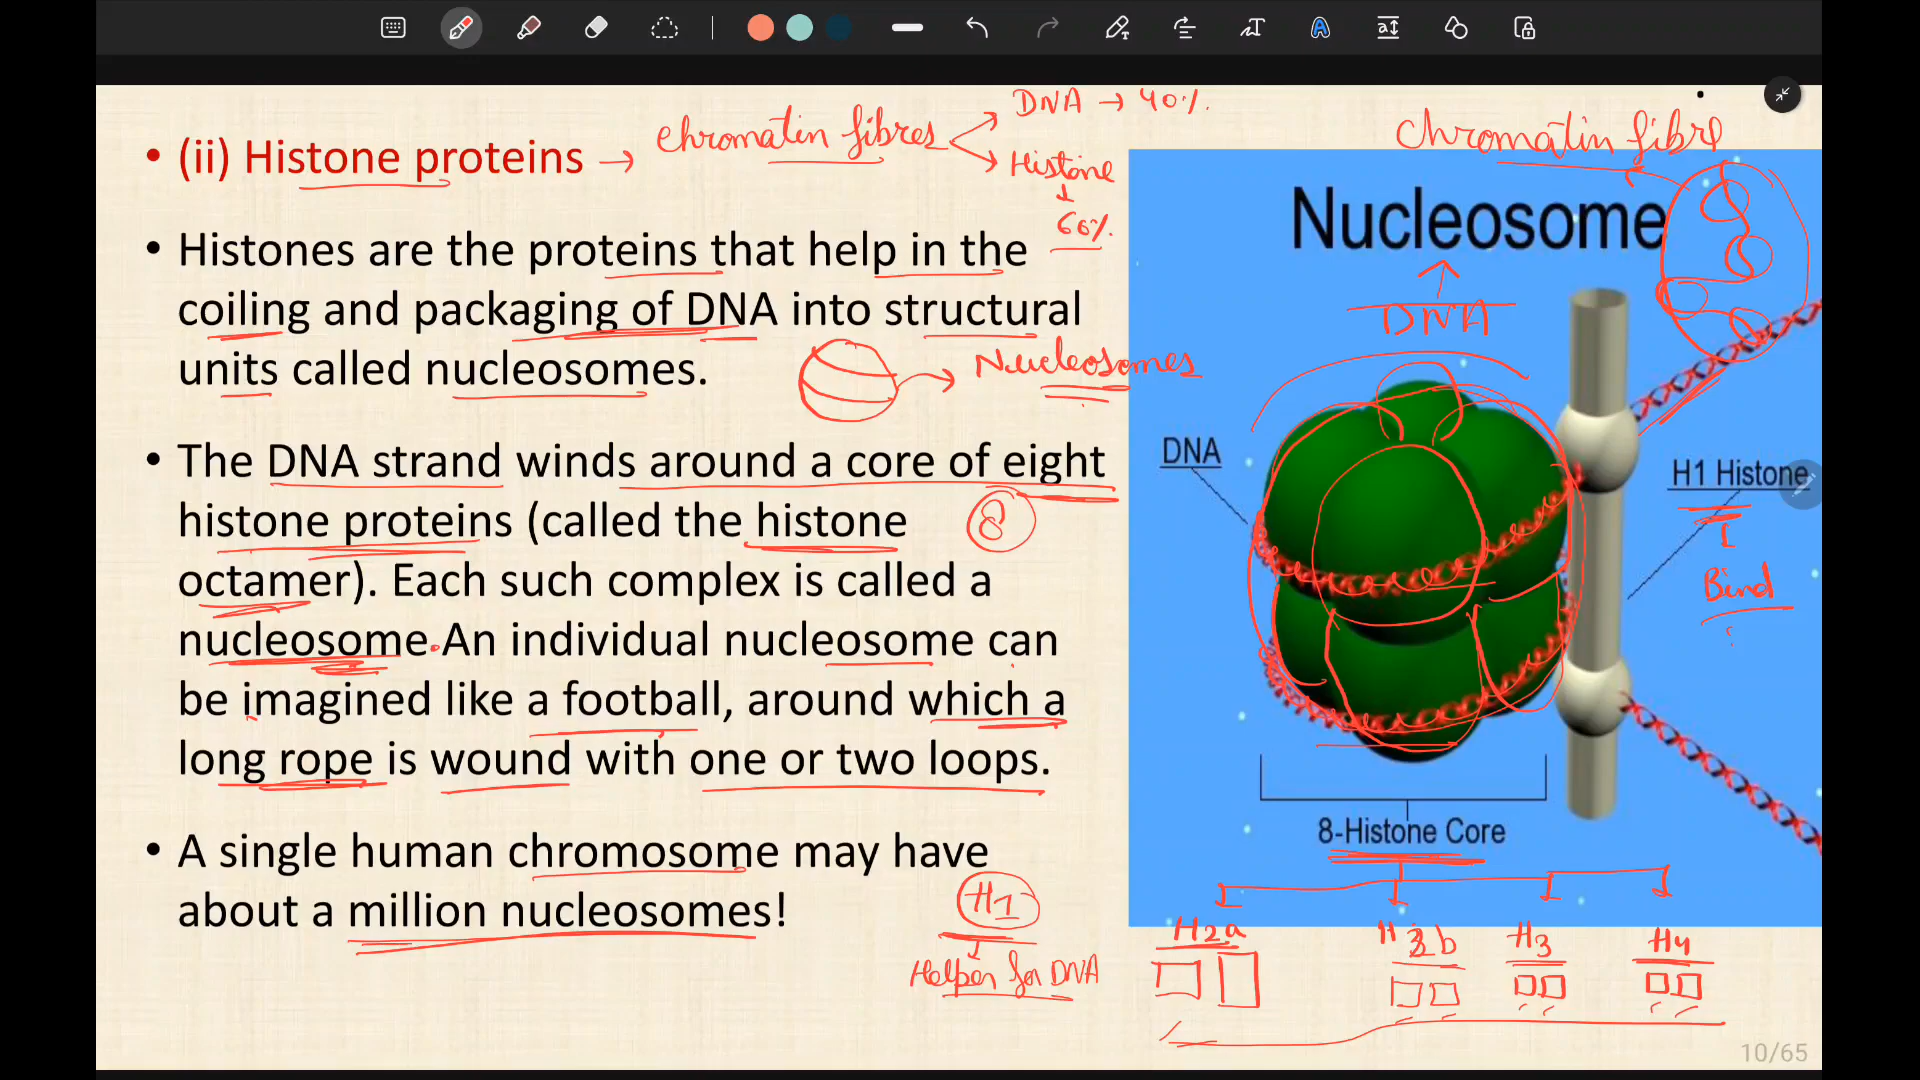 • (ii) Histone proteins → chromatin fibres
DNA → 40%.
Histone
60%.
• Histones are the proteins that help in the
coiling and packaging of DNA into structural
units called nucleosomes.
Nucleosomes
• The DNA strand winds around a core of eight
histone proteins (called the histone
8
octamer). Each such complex is called a
nucleosome. An individual nucleosome can
be imagined like a football, around which a
long rope is wound with one or two loops.
• A single human chromosome may have
about a million nucleosomes!
H1
Helper for DNA
Chromatin fibre
Nucleosome
DNA
DNA
H1 Histone
Bind
8-Histone Core
H2a
H3
H4
10/65